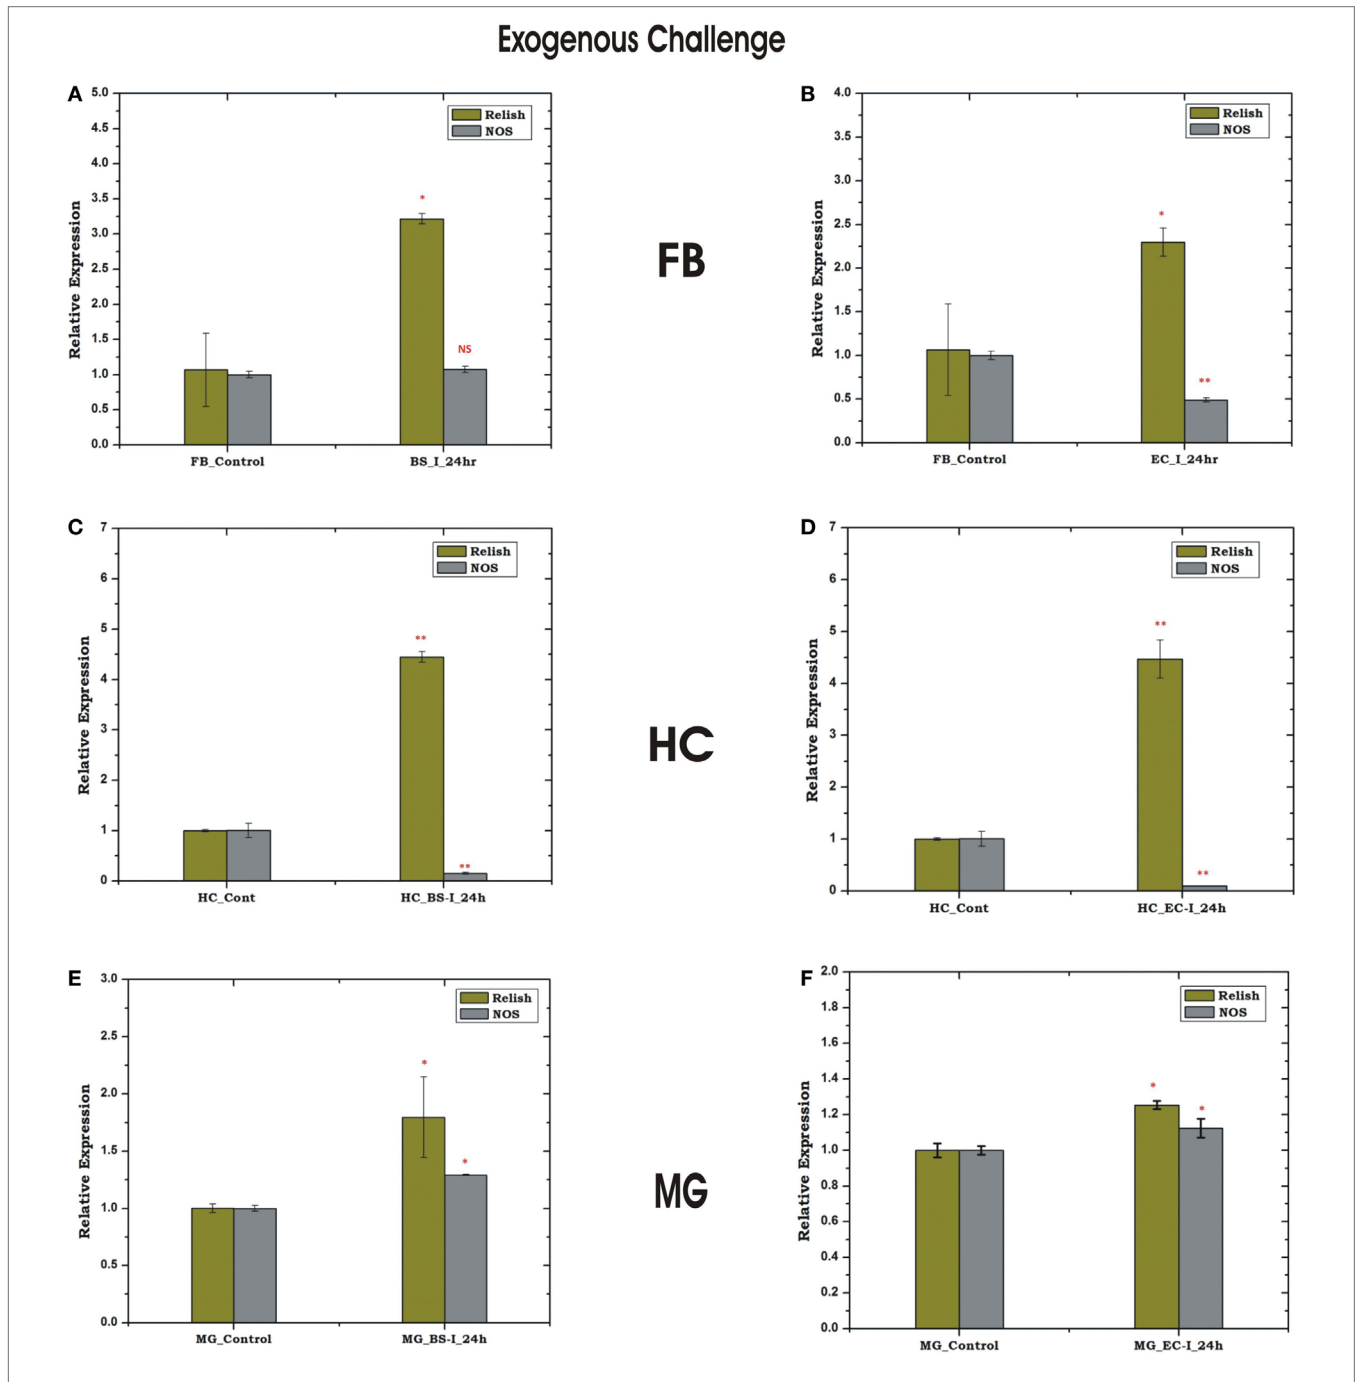 Exogenous Challenge
A
5.0
4.5
4.0
3.5
3.0
2.5
2.0
1.5
1.0
0.5
0.0
Relative Expression
Relish
NOS
*
NS
FB_Control
BS_I_24hr
FB
B
4.0
3.5
3.0
2.5
2.0
1.5
1.0
0.5
0.0
Relative Expression
Relish
NOS
*
**
FB_Control
EC_I_24hr
C
7
6
5
4
3
2
1
0
Relative Expression
Relish
NOS
**
**
HC_Cont
HC_BS-I_24h
HC
D
7
6
5
4
3
2
1
0
Relative Expression
Relish
NOS
**
**
HC_Cont
HC_EC-I_24h
E
3.0
2.5
2.0
1.5
1.0
0.5
0.0
Relative Expression
Relish
NOS
*
*
MG_Control
MG_BS-I_24h
MG
F
2.0
1.8
1.6
1.4
1.2
1.0
0.8
0.6
0.4
0.2
0.0
Relative Expression
Relish
NOS
*
*
MG_Control
MG_EC-I_24h